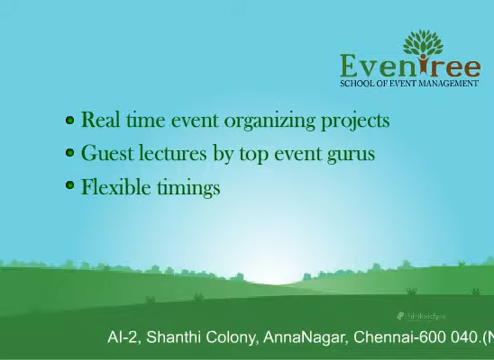 EvenTree
SCHOOL OF EVENT MANAGEMENT
Real time event organizing projects
Guest lectures by top event gurus
Flexible timings
AI-2, Shanthi Colony, AnnaNagar, Chennai-600 040.(N